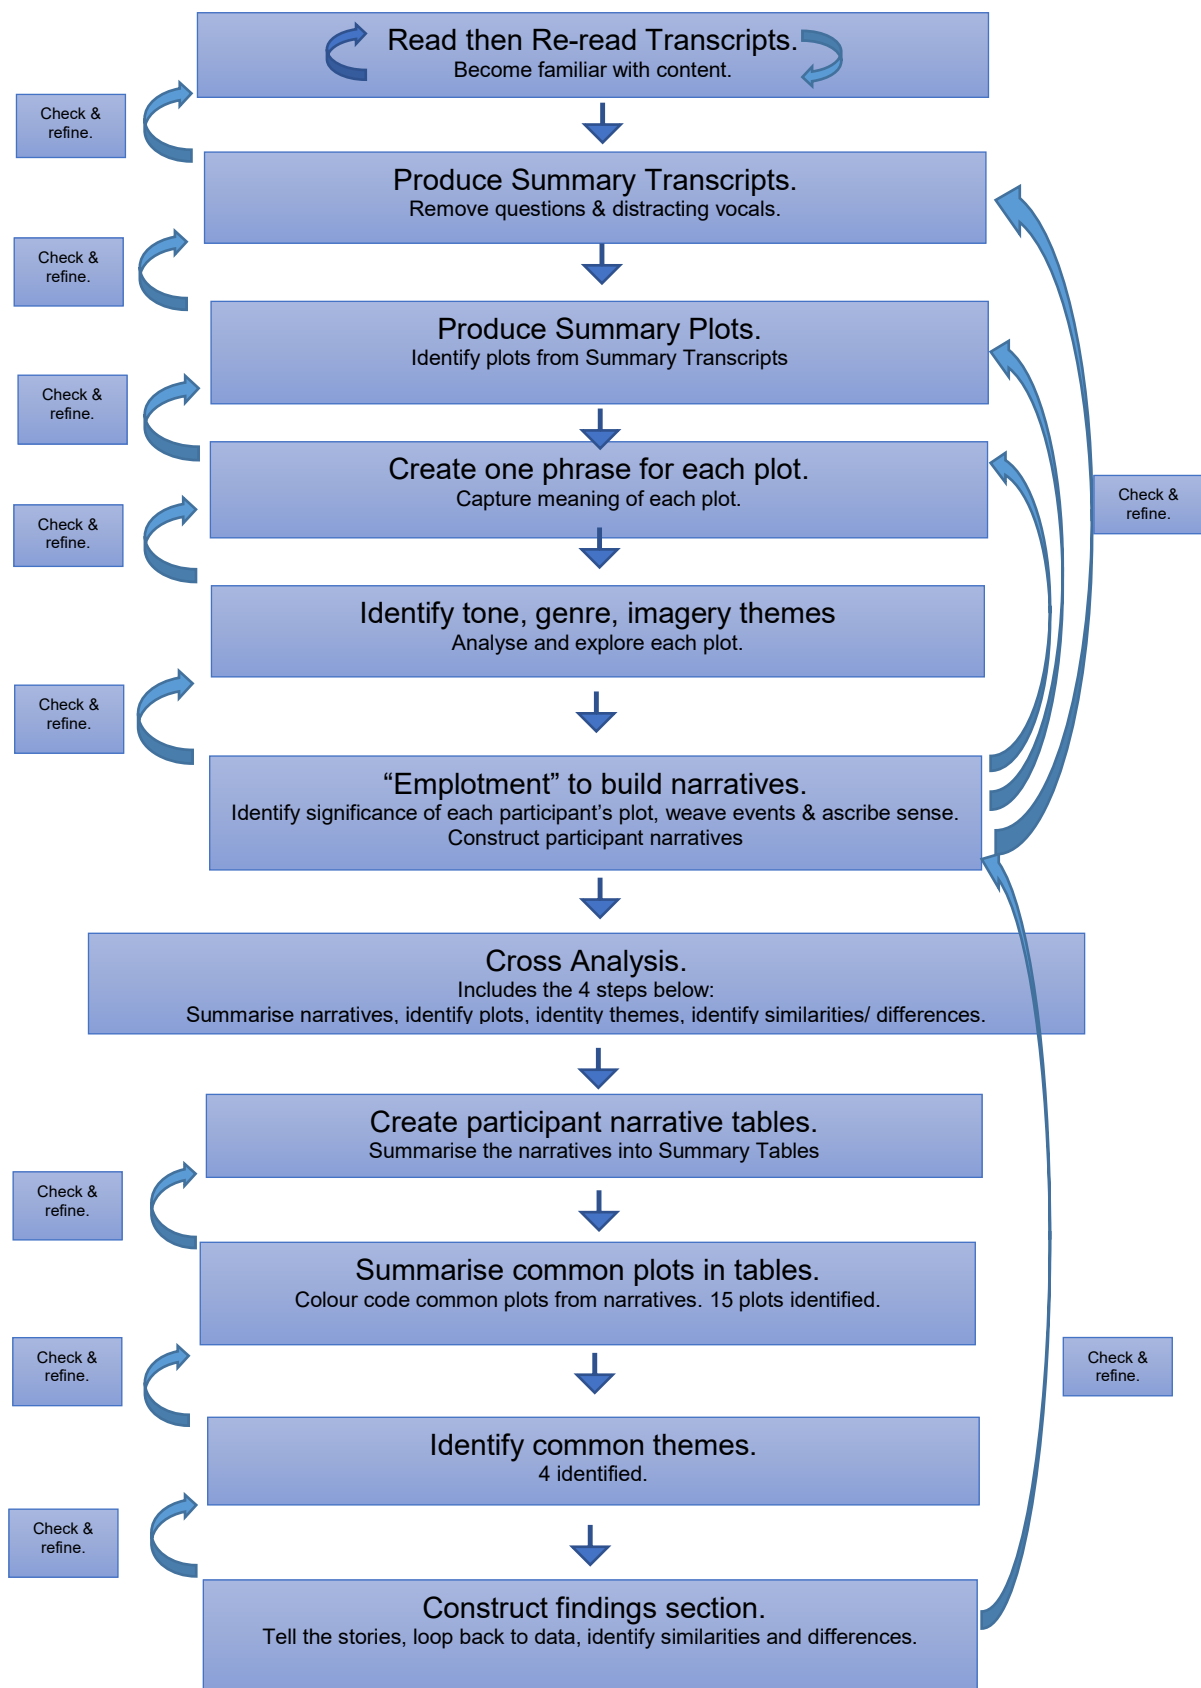 Read then Re-read Transcripts.
Become familiar with content.
Check &
refine.
Produce Summary Transcripts.
Remove questions & distracting vocals.
Check &
refine.
Produce Summary Plots.
Identify plots from Summary Transcripts
Check &
refine.
Create one phrase for each plot.
Capture meaning of each plot.
Check &
refine.
Check &
refine.
Identify tone, genre, imagery themes
Analyse and explore each plot.
Check &
refine.
“Emplotment” to build narratives.
Identify significance of each participant’s plot, weave events & ascribe sense.
Construct participant narratives
Cross Analysis.
Includes the 4 steps below:
Summarise narratives, identify plots, identity themes, identify similarities/ differences.
Create participant narrative tables.
Summarise the narratives into Summary Tables
Check &
refine.
Summarise common plots in tables.
Colour code common plots from narratives. 15 plots identified.
Check &
refine.
Check &
refine.
Identify common themes.
4 identified.
Check &
refine.
Construct findings section.
Tell the stories, loop back to data, identify similarities and differences.